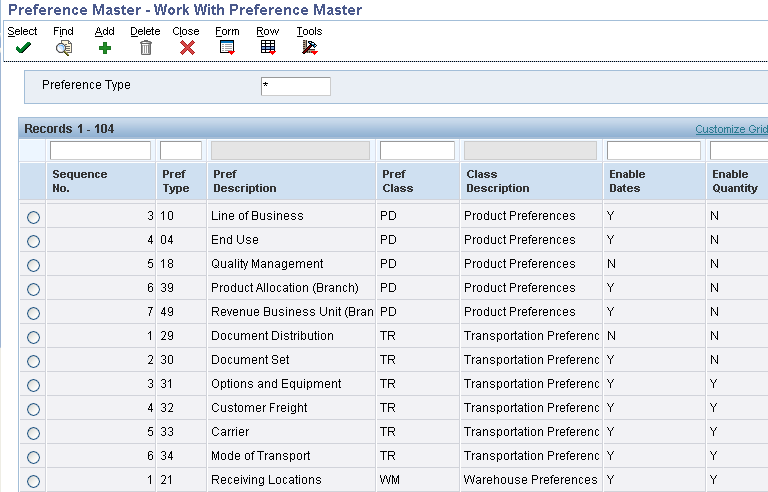 Preference Master - Work With Preference Master
Select Find Add Delete Close Form Row Tools
Preference Type *
Records 1 - 104 Customize Grid
Sequence No. Pref Type Pref Description Pref Class Class Description Enable Dates Enable Quantity
3 10 Line of Business PD Product Preferences Y N
4 04 End Use PD Product Preferences Y N
5 18 Quality Management PD Product Preferences N N
6 39 Product Allocation (Branch) PD Product Preferences Y N
7 49 Revenue Business Unit (Bran PD Product Preferences Y N
1 29 Document Distribution TR Transportation Preferenc N N
2 30 Document Set TR Transportation Preferenc Y N
3 31 Options and Equipment TR Transportation Preferenc Y Y
4 32 Customer Freight TR Transportation Preferenc Y Y
5 33 Carrier TR Transportation Preferenc Y Y
6 34 Mode of Transport TR Transportation Preferenc Y Y
1 21 Receiving Locations WM Warehouse Preferences Y Y